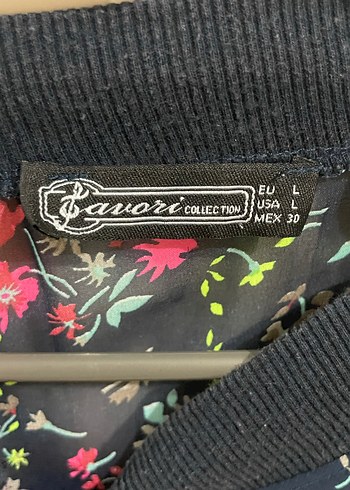 Favori COLLECTION
EU L
USA L
MEX 30